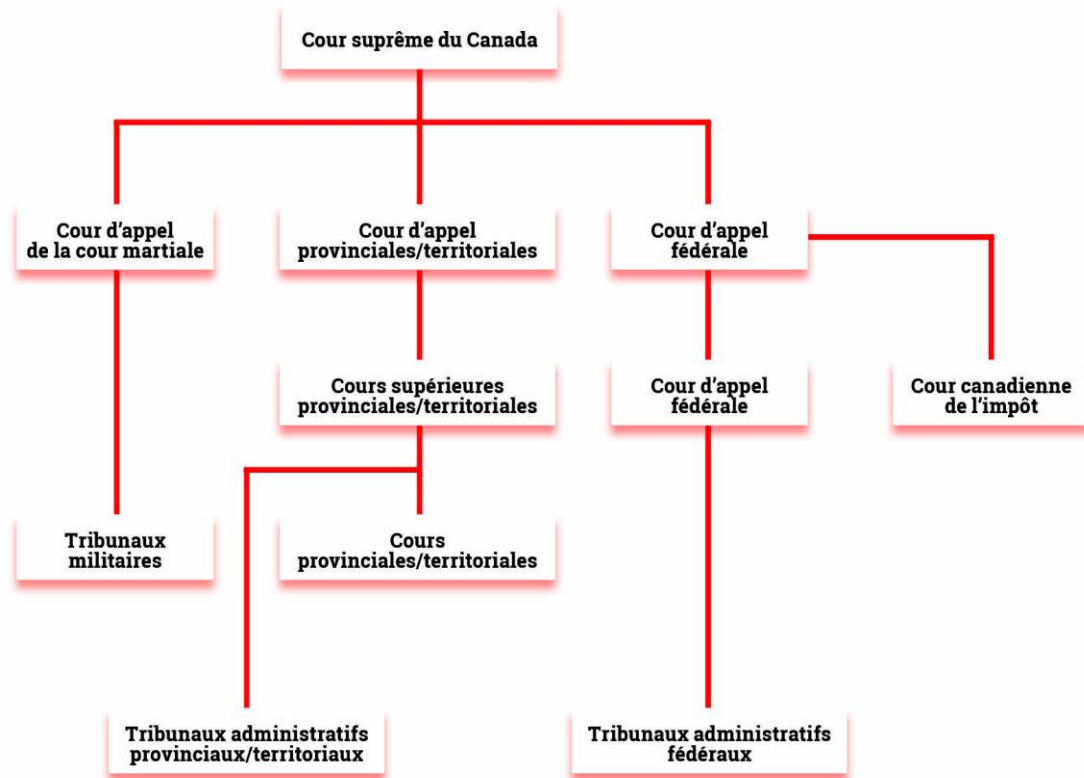 Cour suprême du Canada
Cour d'appel
de la cour martiale
Cour d'appel
provinciales/territoriales
Cour d'appel
fédérale
Cours supérieures
provinciales/territoriales
Cour d'appel
fédérale
Cour canadienne
de l'impôt
Tribunaux
militaires
Cours
provinciales/territoriales
Tribunaux administratifs
provinciaux/territoriaux
Tribunaux administratifs
fédéraux